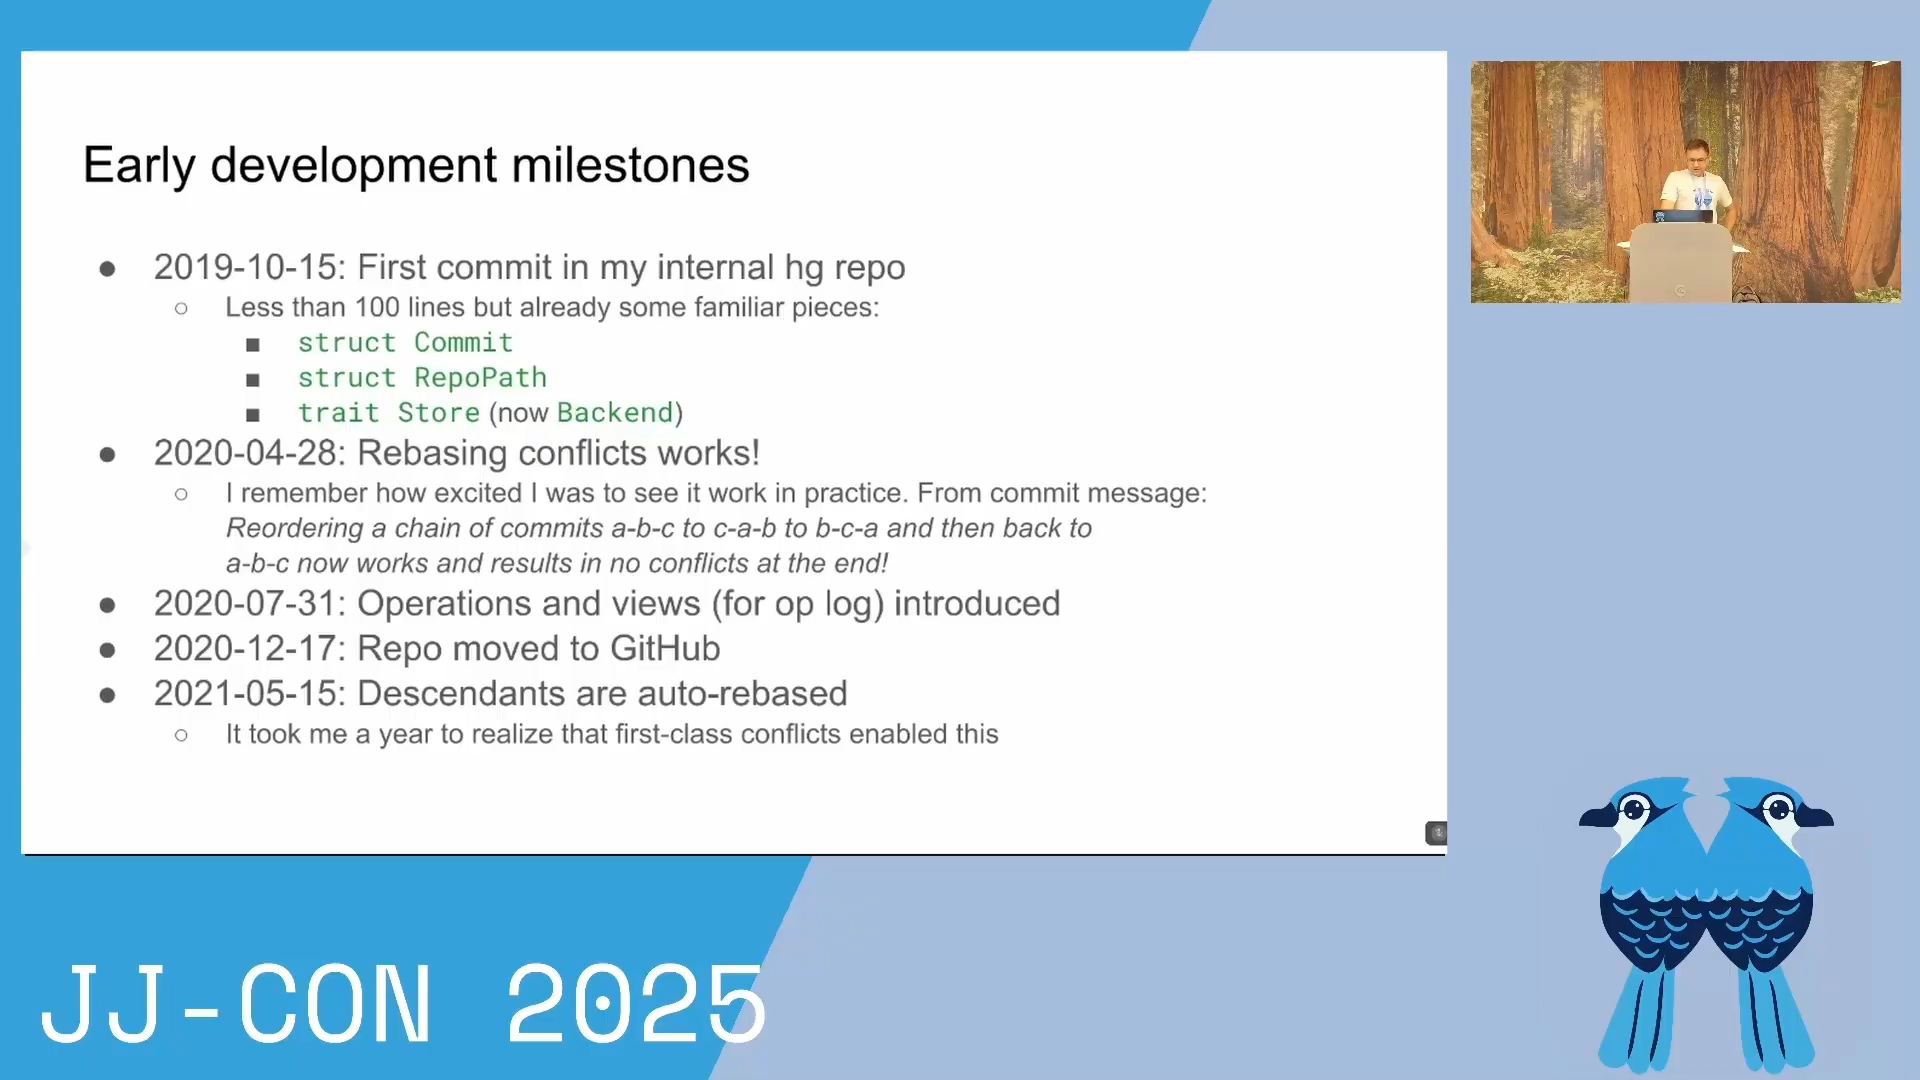 Early development milestones
● 2019-10-15: First commit in my internal hg repo
○ Less than 100 lines but already some familiar pieces:
■ struct Commit
■ struct RepoPath
■ trait Store (now Backend)
● 2020-04-28: Rebasing conflicts works!
○ I remember how excited I was to see it work in practice. From commit message:
Reordering a chain of commits a-b-c to c-a-b to b-c-a and then back to
a-b-c now works and results in no conflicts at the end!
● 2020-07-31: Operations and views (for op log) introduced
● 2020-12-17: Repo moved to GitHub
● 2021-05-15: Descendants are auto-rebased
○ It took me a year to realize that first-class conflicts enabled this
JJ-CON 2025